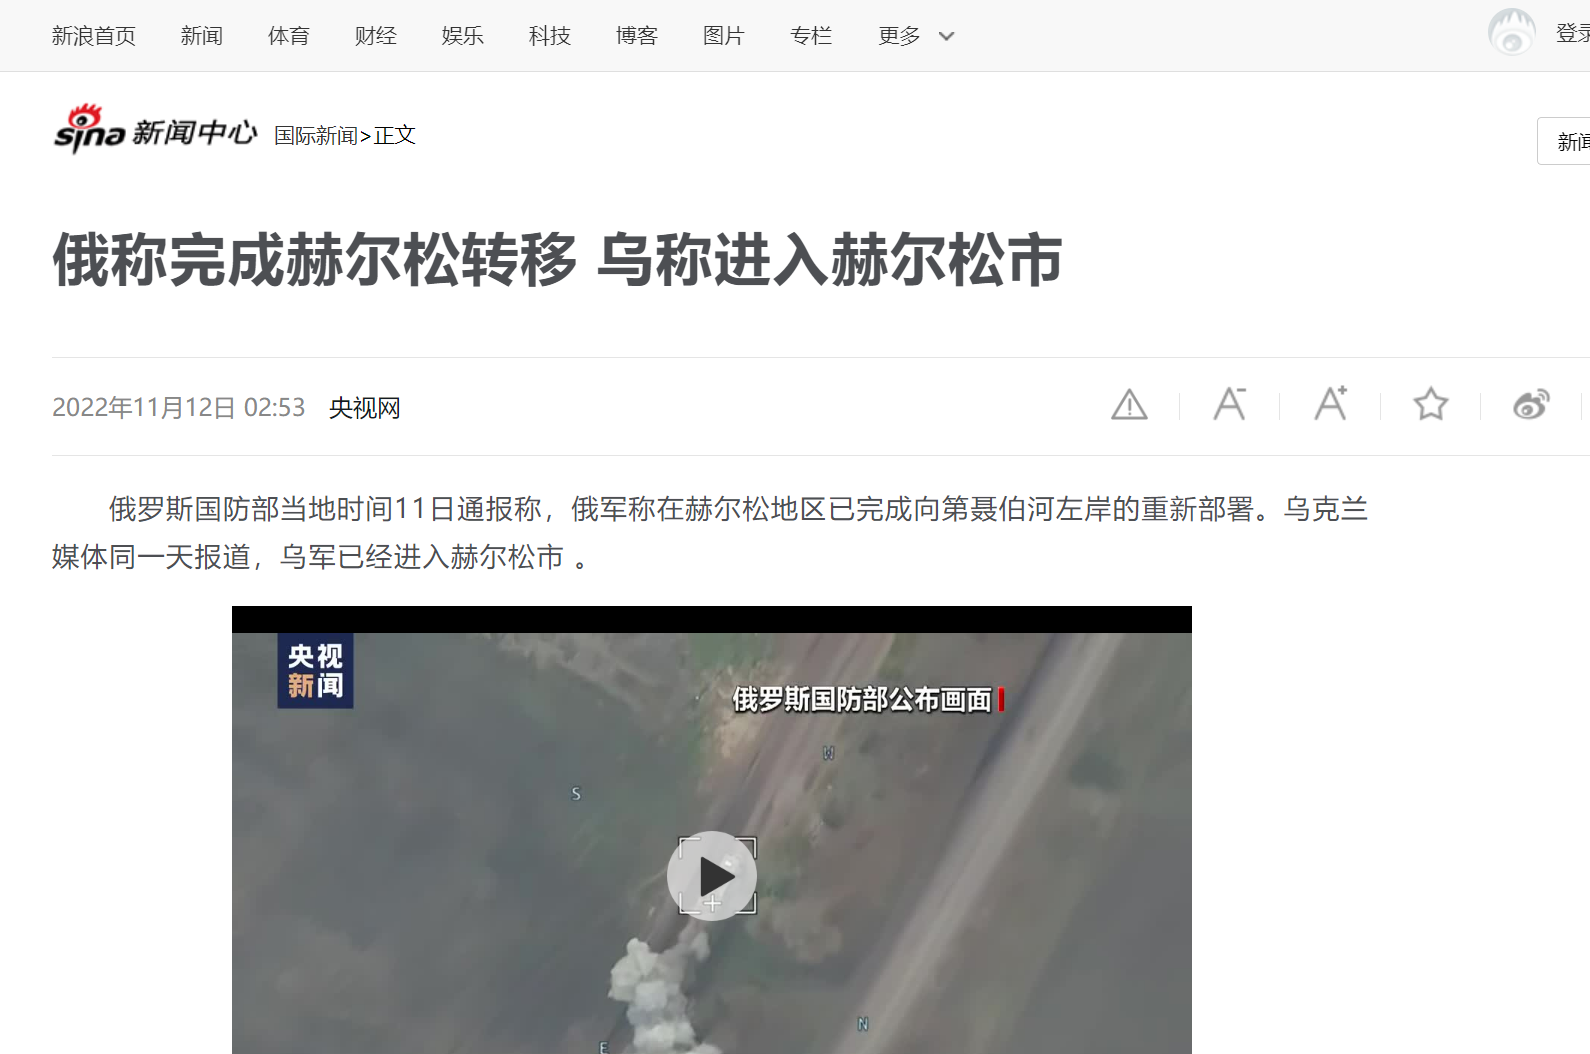 新浪首页 新闻 体育 财经 娱乐 科技 博客 图片 专栏 更多 登录
sina 新闻中心 国际新闻>正文
新闻
俄称完成赫尔松转移 乌称进入赫尔松市
2022年11月12日 02:53 央视网 A- A+
俄罗斯国防部当地时间11日通报称，俄军称在赫尔松地区已完成向第聂伯河左岸的重新部署。乌克兰
媒体同一天报道，乌军已经进入赫尔松市 。
央视
新闻
俄罗斯国防部公布画面
W
S
N
E